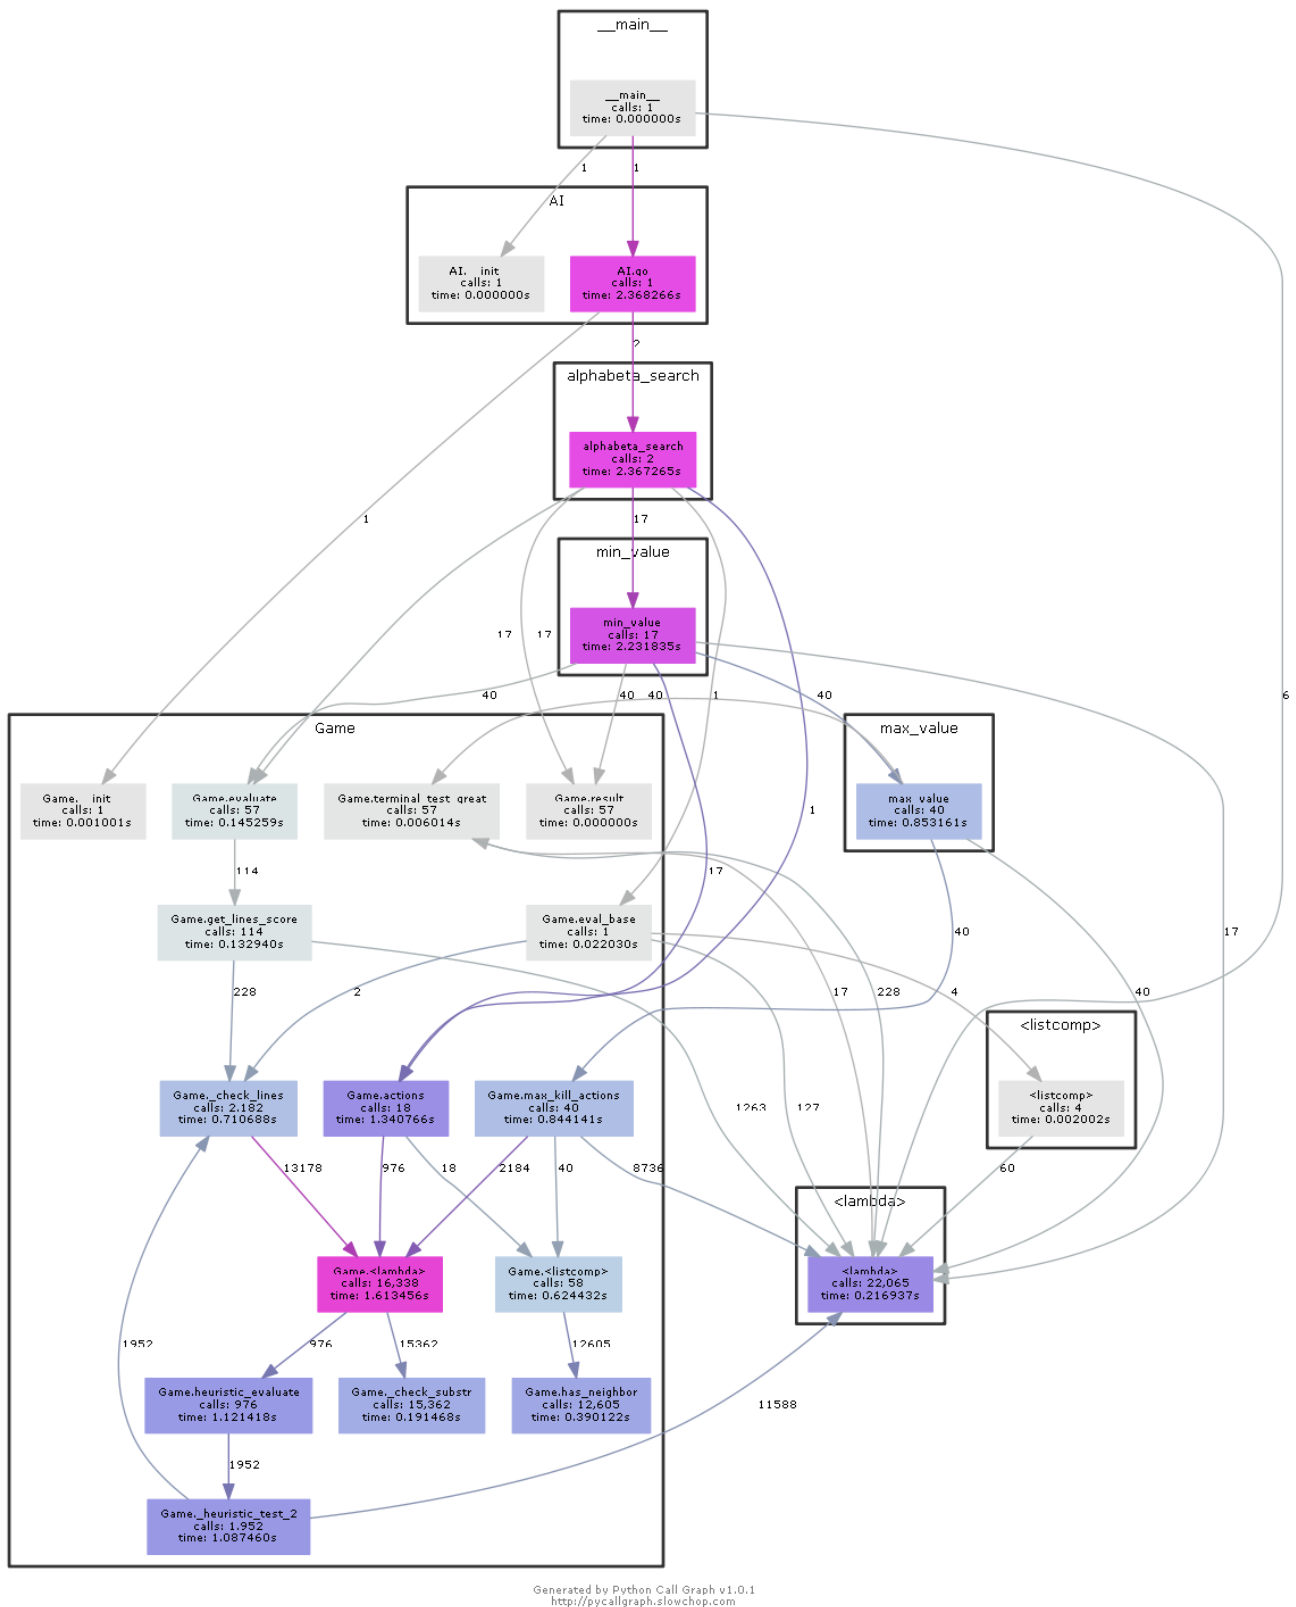 __main__
__main__
calls: 1
time: 0.000000s
1
1
AI
AI.__init__
calls: 1
time: 0.000000s
AI.go
calls: 1
time: 2.368266s
2
alphabeta_search
alphabeta_search
calls: 2
time: 2.367265s
1
17
min_value
min_value
calls: 17
time: 2.231835s
17
17
40
40
40
1
40
6
Game
max_value
Game.__init__
calls: 1
time: 0.001001s
Game.evaluate
calls: 57
time: 0.145259s
Game.terminal_test_great
calls: 57
time: 0.006014s
Game.result
calls: 57
time: 0.000000s
max_value
calls: 40
time: 0.853161s
1
114
17
Game.get_lines_score
calls: 114
time: 0.132940s
Game.eval_base
calls: 1
time: 0.022030s
40
17
228
2
17
228
4
40
<listcomp>
Game._check_lines
calls: 2,182
time: 0.710688s
Game.actions
calls: 18
time: 1.340766s
Game.max_kill_actions
calls: 40
time: 0.844141s
<listcomp>
calls: 4
time: 0.002002s
1263
127
13178
976
18
2184
40
8736
60
<lambda>
Game.<lambda>
calls: 16,338
time: 1.613456s
Game.<listcomp>
calls: 58
time: 0.624432s
<lambda>
calls: 22,065
time: 0.216937s
1952
976
15362
12605
Game.heuristic_evaluate
calls: 976
time: 1.121418s
Game._check_substr
calls: 15,362
time: 0.191468s
Game.has_neighbor
calls: 12,605
time: 0.390122s
11588
1952
Game._heuristic_test_2
calls: 1,952
time: 1.087460s
Generated by Python Call Graph v1.0.1
http://pycallgraph.slowchop.com